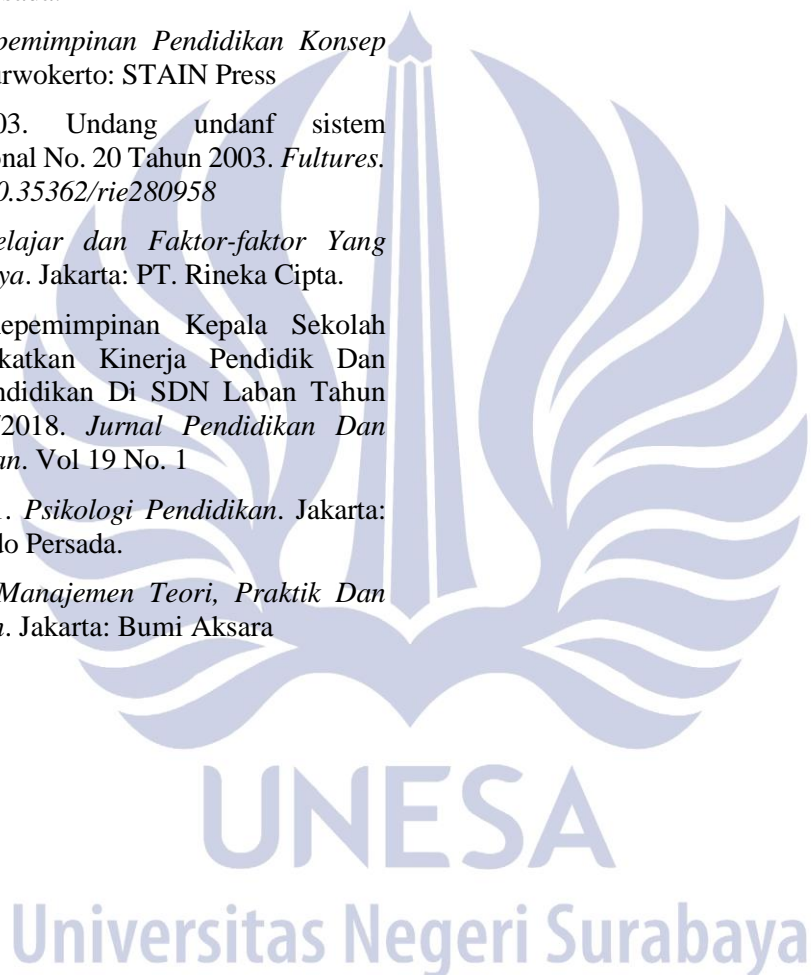 pemimpinan Pendidikan Konsep
urwokerto: STAIN Press
03. Undang undanf sistem
onal No. 20 Tahun 2003. Fultures.
0.35362/rie280958
elajar dan Faktor-faktor Yang
ya. Jakarta: PT. Rineka Cipta.
epemimpinan Kepala Sekolah
katkan Kinerja Pendidik Dan
ndidikan Di SDN Laban Tahun
/2018. Jurnal Pendidikan Dan
an. Vol 19 No. 1
1. Psikologi Pendidikan. Jakarta:
do Persada.
Manajemen Teori, Praktik Dan
n. Jakarta: Bumi Aksara
UNESA
Universitas Negeri Surabaya